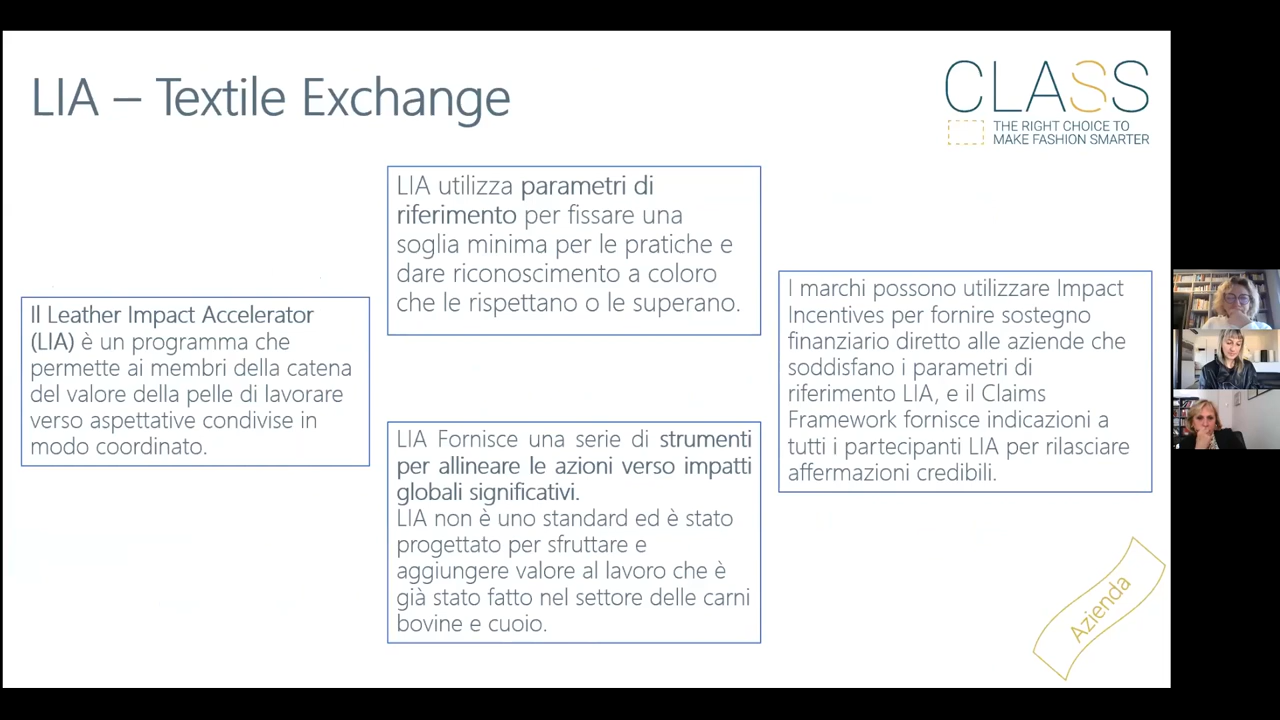 LIA – Textile Exchange
CLASS
THE RIGHT CHOICE TO
MAKE FASHION SMARTER
Il Leather Impact Accelerator
(LIA) è un programma che
permette ai membri della catena
del valore della pelle di lavorare
verso aspettative condivise in
modo coordinato.
LIA utilizza parametri di
riferimento per fissare una
soglia minima per le pratiche e
dare riconoscimento a coloro
che le rispettano o le superano.
LIA Fornisce una serie di strumenti
per allineare le azioni verso impatti
globali significativi.
LIA non è uno standard ed è stato
progettato per sfruttare e
aggiungere valore al lavoro che è
già stato fatto nel settore delle carni
bovine e cuoio.
I marchi possono utilizzare Impact
Incentives per fornire sostegno
finanziario diretto alle aziende che
soddisfano i parametri di
riferimento LIA, e il Claims
Framework fornisce indicazioni a
tutti i partecipanti LIA per rilasciare
affermazioni credibili.
Azienda